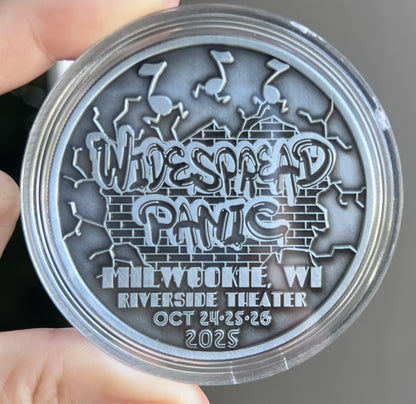 WIDESPREAD
PANIC
MILWOOKIE, WI
RIVERSIDE THEATER
OCT 24·25·26
2025